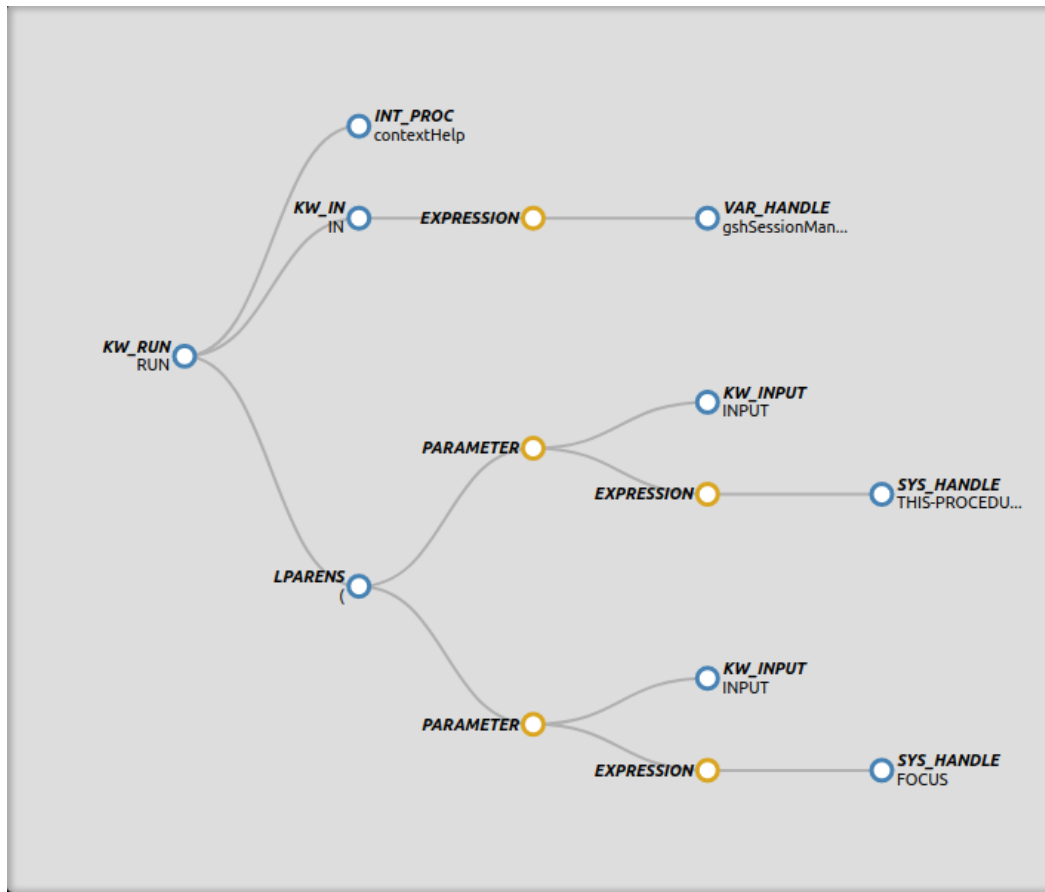 INT_PROC
contextHelp
KW_IN
IN
EXPRESSION
VAR_HANDLE
gshSessionMan...
KW_RUN
RUN
KW_INPUT
INPUT
PARAMETER
EXPRESSION
SYS_HANDLE
THIS-PROCEDU...
LPARENS
(
KW_INPUT
INPUT
PARAMETER
EXPRESSION
SYS_HANDLE
FOCUS